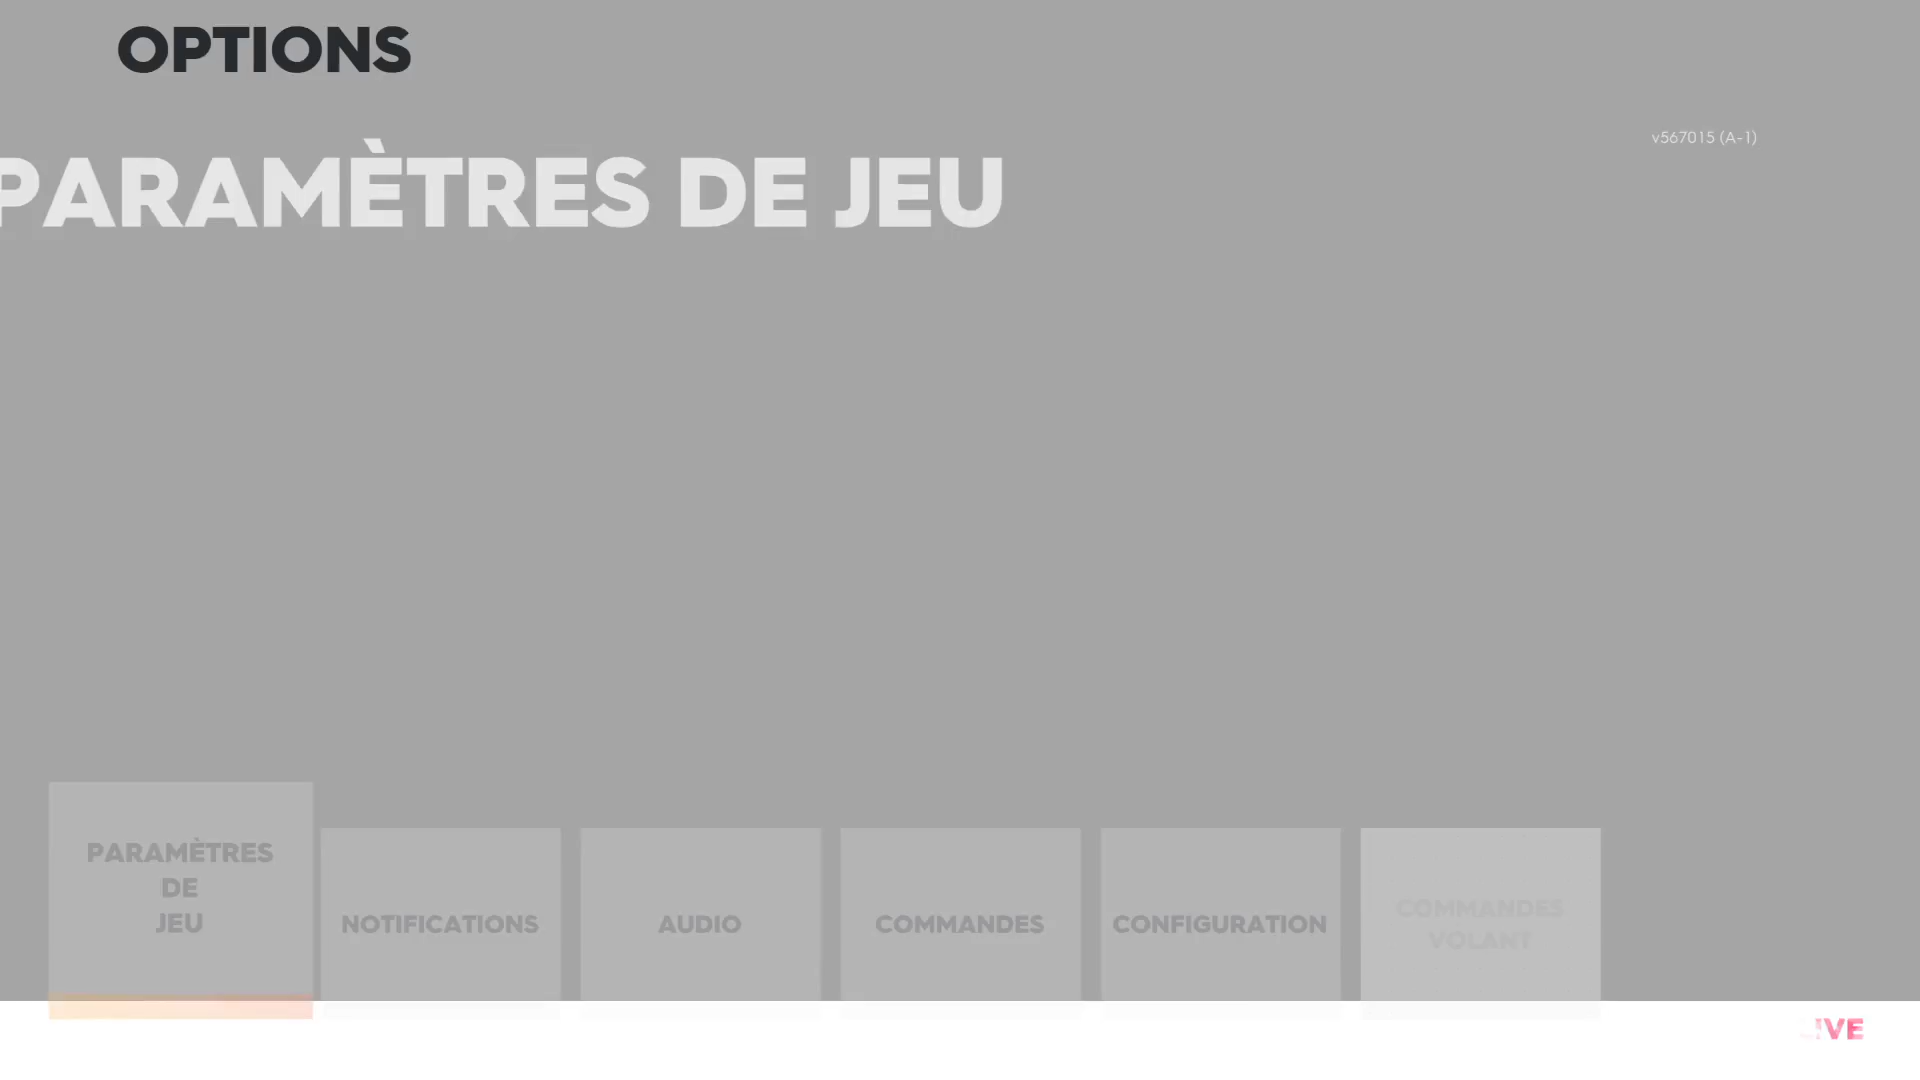 OPTIONS
v567015 (A-1)
PARAMÈTRES DE JEU
PARAMÈTRES
DE
JEU
NOTIFICATIONS
AUDIO
COMMANDES
CONFIGURATION
COMMANDES
VOLANT